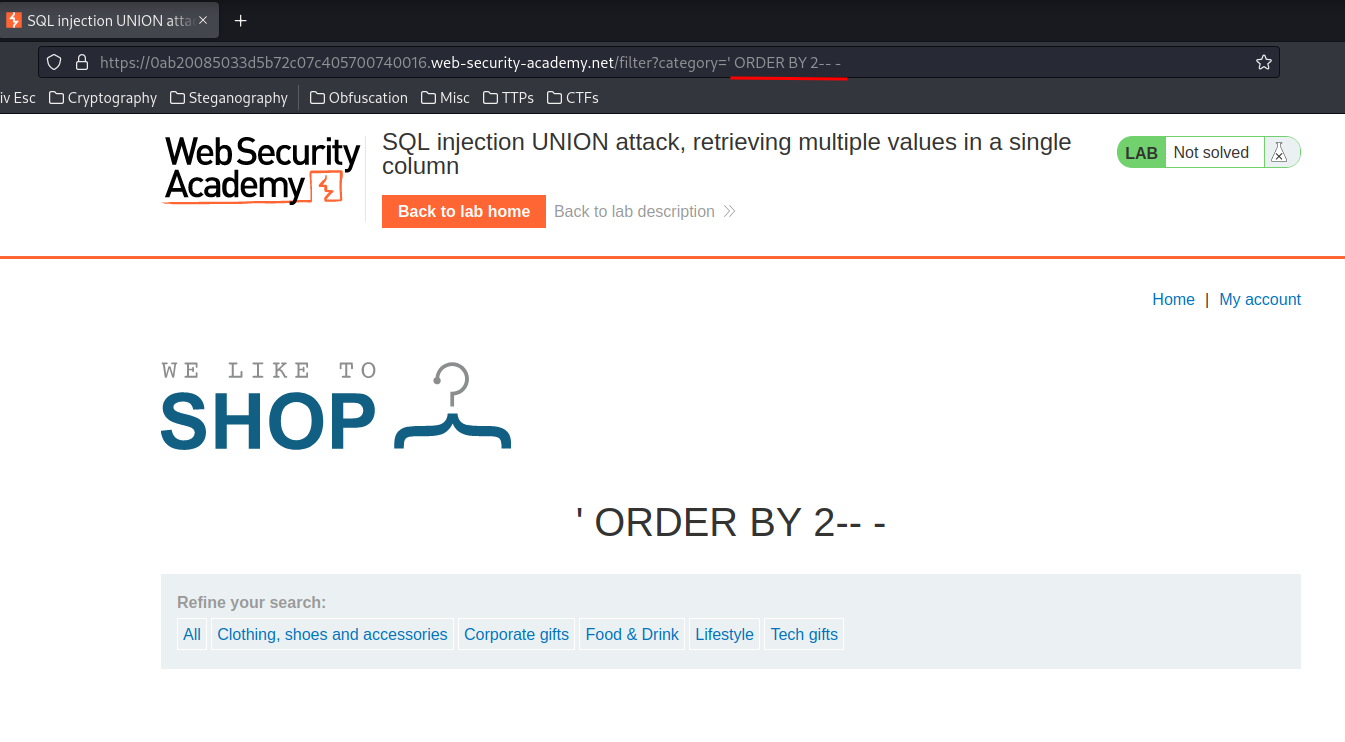 SQL injection UNION atta
https://0ab20085033d5b72c07c405700740016.web-security-academy.net/filter?category=' ORDER BY 2-- -
iv Esc Cryptography Steganography Obfuscation Misc TTPs CTFs
Web Security
Academy
SQL injection UNION attack, retrieving multiple values in a single
column
LAB Not solved
Back to lab home Back to lab description
Home | My account
WE LIKE TO
SHOP
' ORDER BY 2-- -
Refine your search:
All Clothing, shoes and accessories Corporate gifts Food & Drink Lifestyle Tech gifts